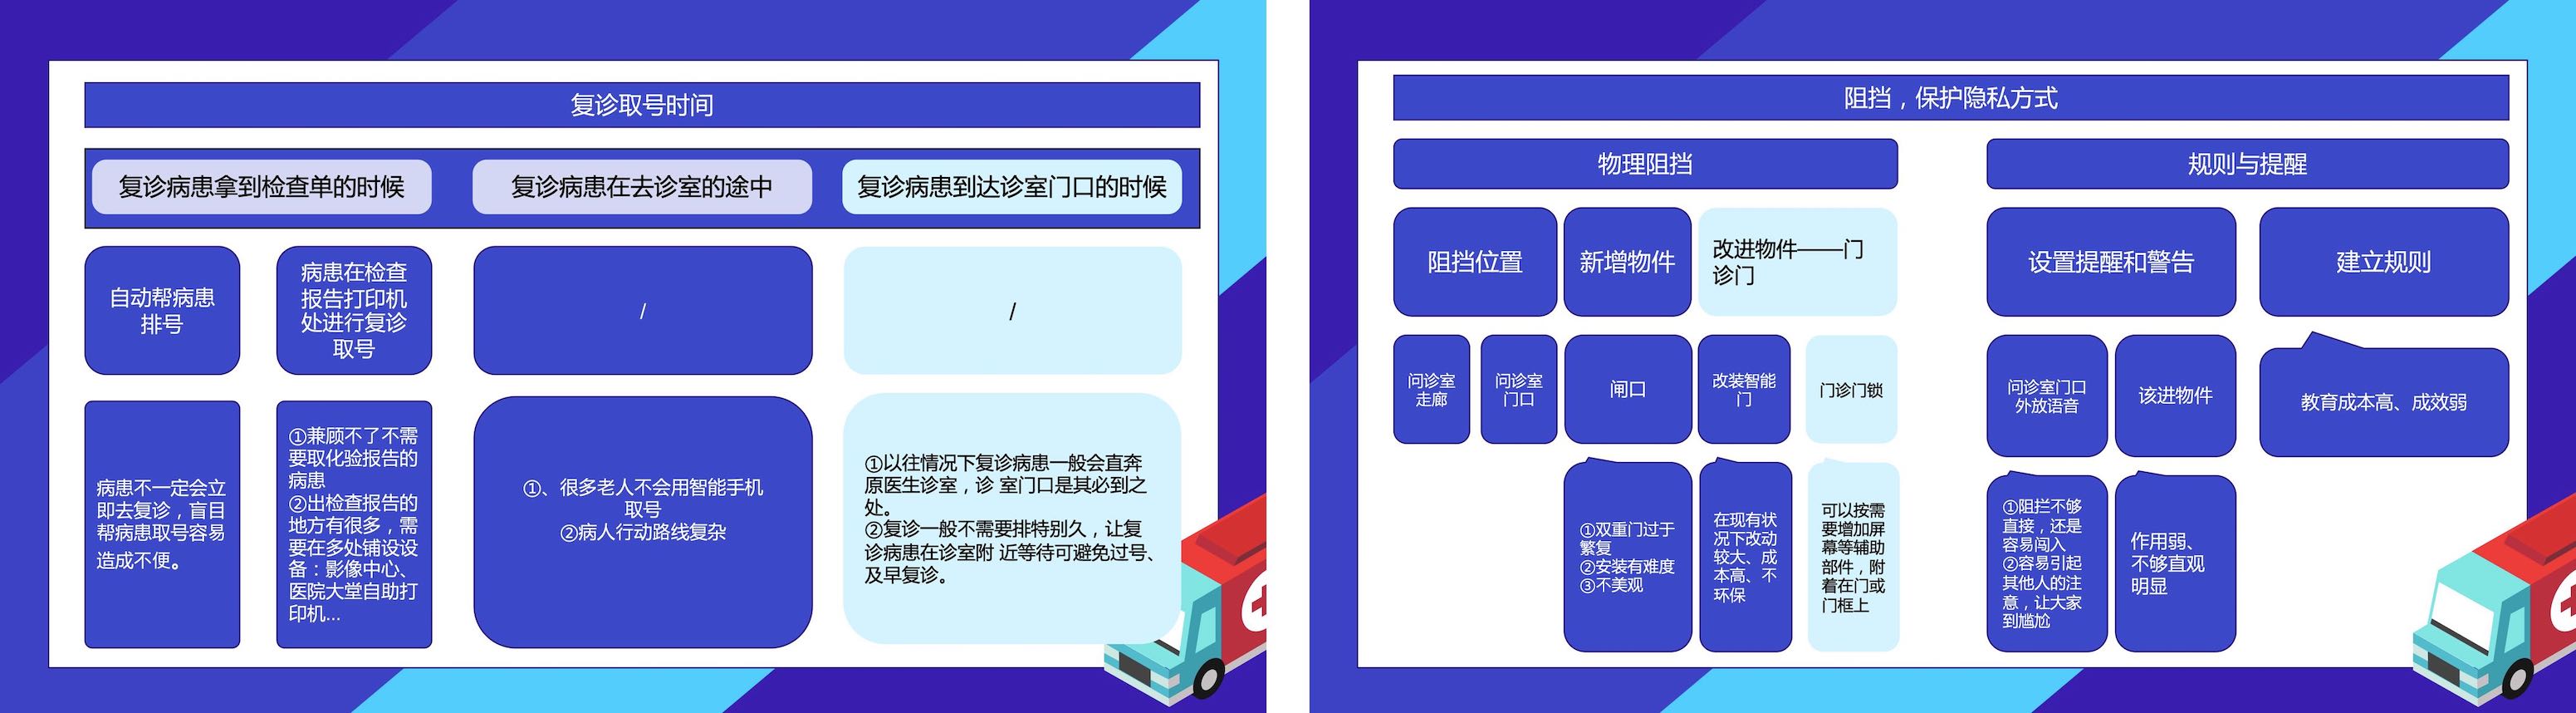 复诊取号时间
复诊病患拿到检查单的时候
复诊病患在去诊室的途中
复诊病患到达诊室门口的时候
自动帮病患
排号
病患在检查
报告打印机
处进行复诊
取号
/
/
病患不一定会立
即去复诊，盲目
帮病患取号容易
造成不便。
①兼顾不了不需
要取化验报告的
病患
②出检查报告的
地方有很多，需
要在多处铺设设
备：影像中心、
医院大堂自助打
印机...
①、很多老人不会用智能手机
取号
②病人行动路线复杂
①以往情况下复诊病患一般会直奔
原医生诊室，诊 室门口是其必到之
处。
②复诊一般不需要排特别久，让复
诊病患在诊室附 近等待可避免过号、
及早复诊。
阻挡，保护隐私方式
物理阻挡
规则与提醒
阻挡位置
新增物件
改进物件——门
诊门
设置提醒和警告
建立规则
问诊室
走廊
问诊室
门口
闸口
改装智能
门
门诊门锁
问诊室门口
外放语音
该进物件
教育成本高、成效弱
①双重门过于
繁复
②安装有难度
③不美观
在现有状
况下改动
较大、成
本高、不
环保
可以按需
要增加屏
幕等辅助
部件，附
着在门或
门框上
①阻拦不够
直接，还是
容易闯入
②容易引起
其他人的注
意，让大家
到尴尬
作用弱、
不够直观
明显